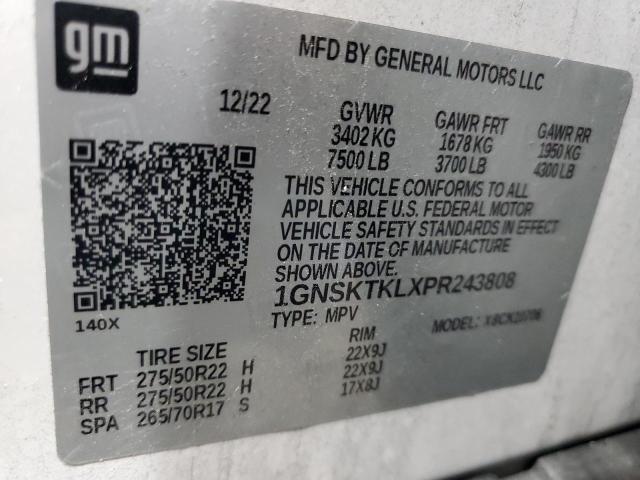 gm
MFD BY GENERAL MOTORS LLC
12/22 GVWR GAWR FRT GAWR RR
3402 KG 1678 KG 1950 KG
7500 LB 3700 LB 4300 LB
THIS VEHICLE CONFORMS TO ALL
APPLICABLE U.S. FEDERAL MOTOR
VEHICLE SAFETY STANDARDS IN EFFECT
ON THE DATE OF MANUFACTURE
SHOWN ABOVE.
1GNSKTKLXPR243808
140X
TYPE: MPV MODEL:
TIRE SIZE RIM
FRT 275/50R22 H 22X9J
RR 275/50R22 H 22X9J
SPA 265/70R17 S 17X8J